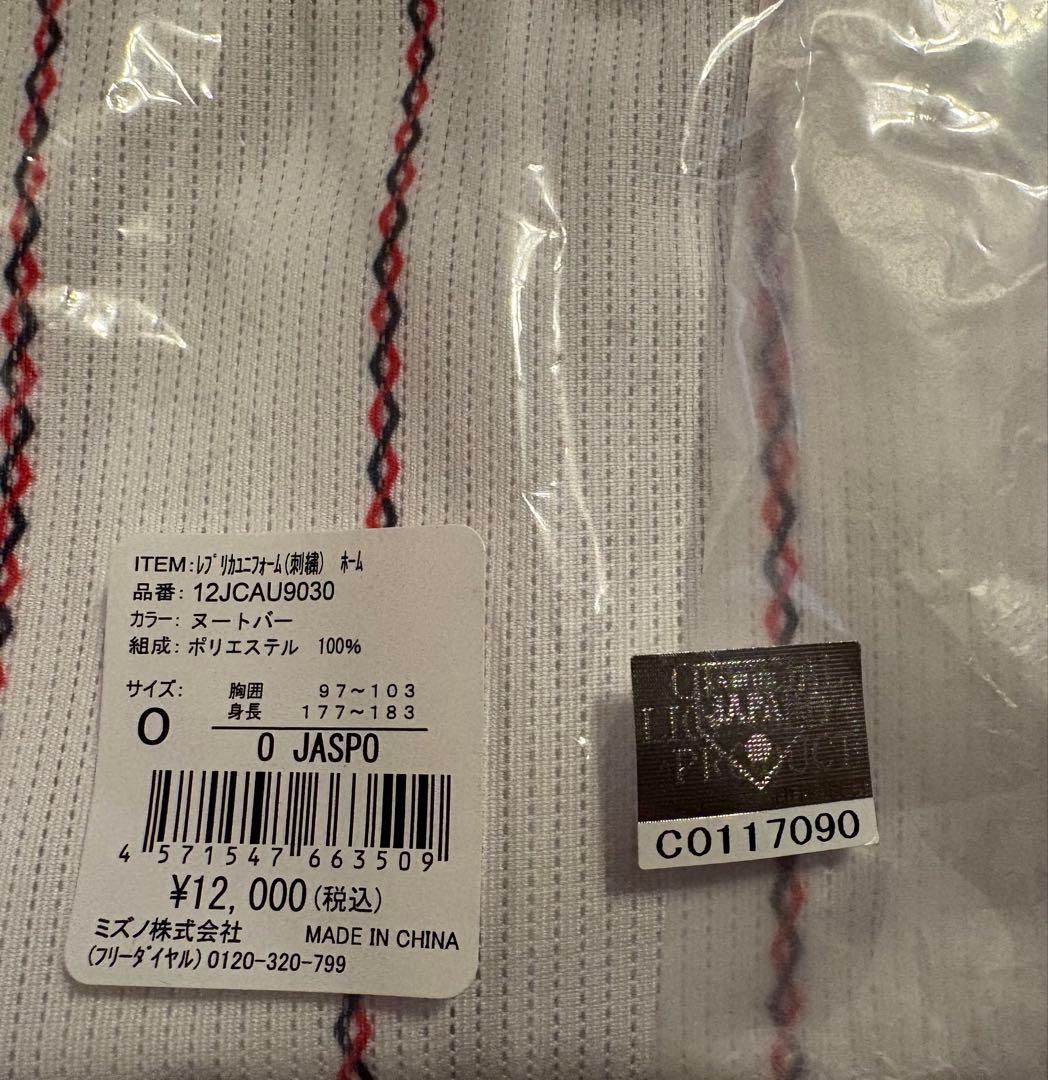 ITEM:ﾚﾌﾟﾘｶﾕﾆﾌｫｰﾑ(刺繍) ﾎｰﾑ
品番: 12JCAU9030
カラー: ヌートバー
組成: ポリエステル 100%
サイズ:
O
胸囲 97~103
身長 177~183
O JASPO
4 571547 663509
¥12,000(税込)
ミズノ株式会社 MADE IN CHINA
(フリーダイヤル) 0120-320-799
JAPAN
C0117090